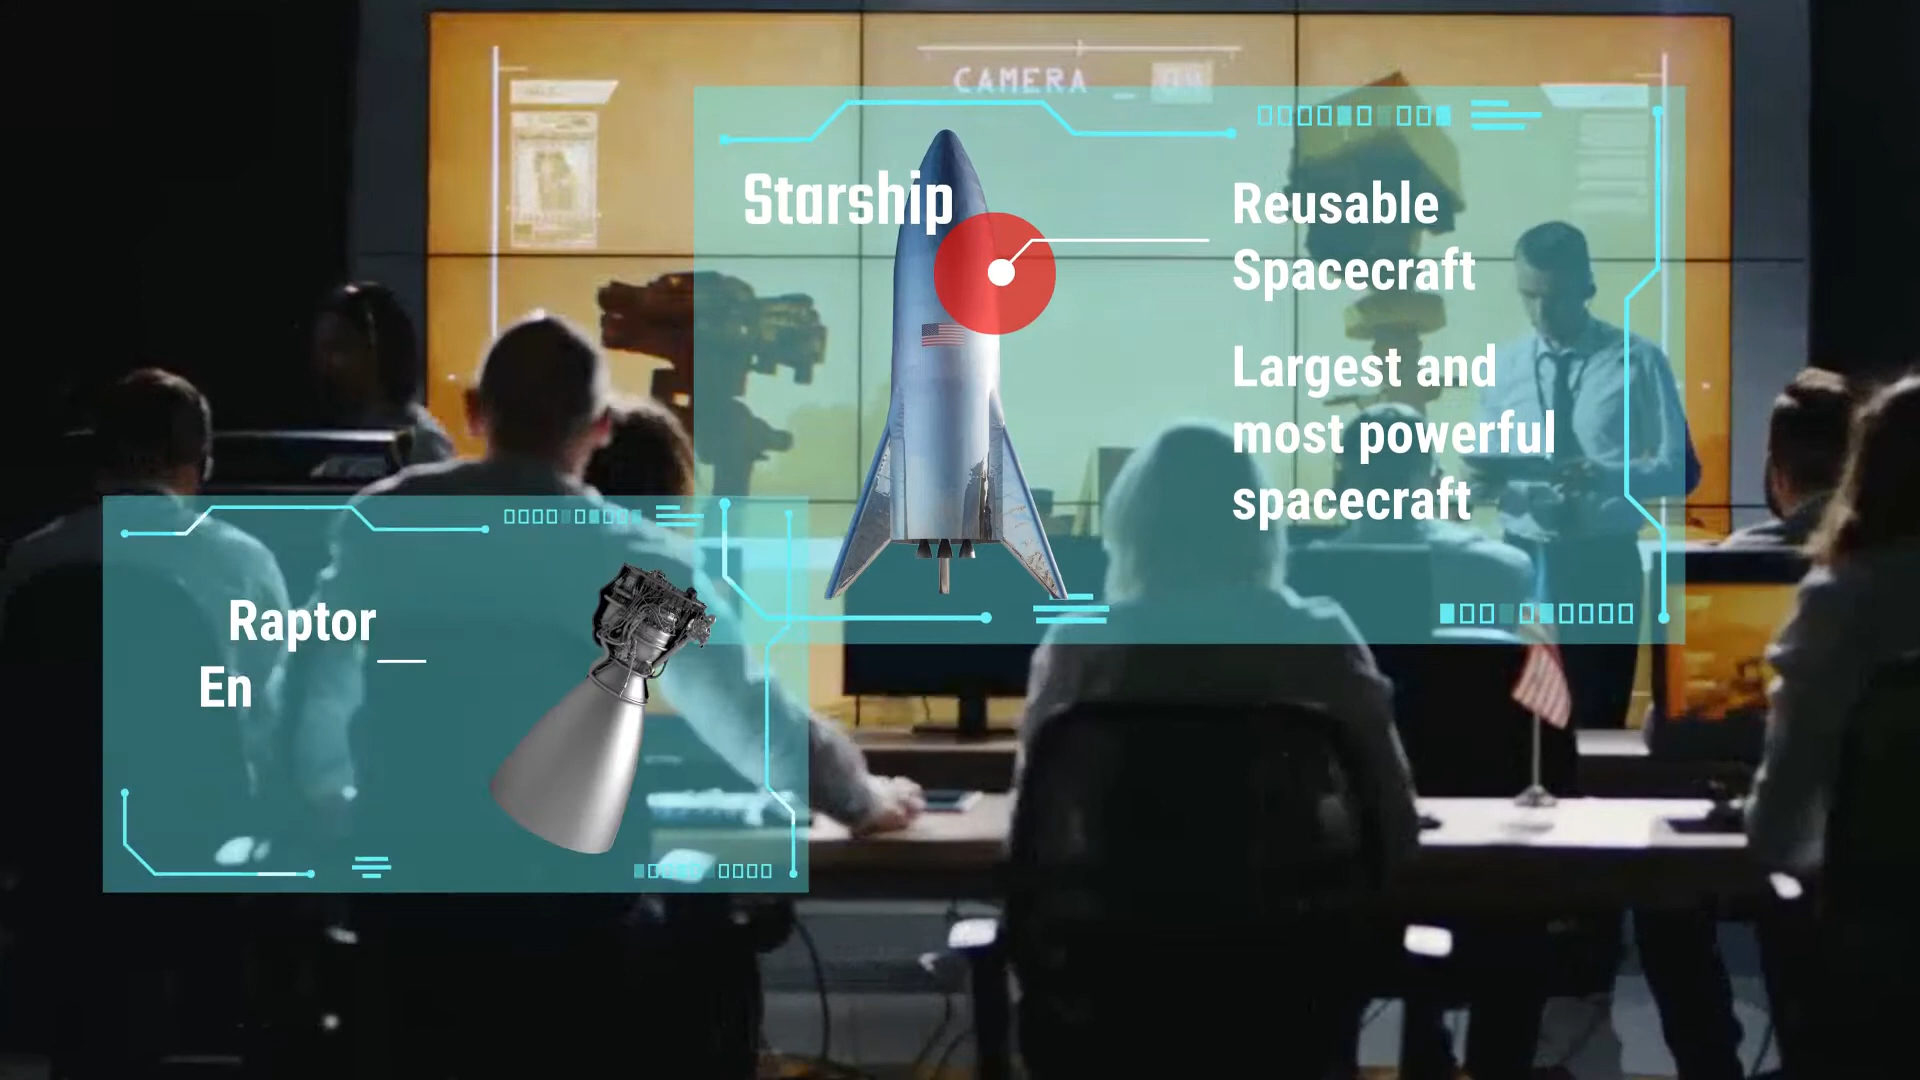 CAMERA
Starship
Reusable
Spacecraft
Largest and
most powerful
spacecraft
Raptor
En